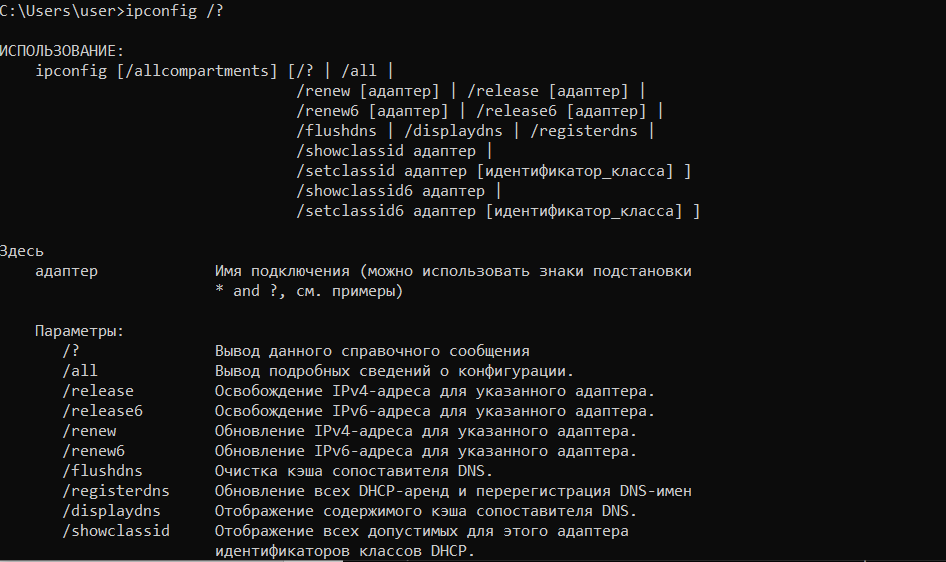 C:\Users\user>ipconfig /?
ИСПОЛЬЗОВАНИЕ:
ipconfig [/allcompartments] [/? | /all |
/renew [адаптер] | /release [адаптер] |
/renew6 [адаптер] | /release6 [адаптер] |
/flushdns | /displaydns | /registerdns |
/showclassid адаптер |
/setclassid адаптер [идентификатор_класса] ]
/showclassid6 адаптер |
/setclassid6 адаптер [идентификатор_класса] ]
Здесь
адаптер Имя подключения (можно использовать знаки подстановки
* and ?, см. примеры)
Параметры:
/? Вывод данного справочного сообщения
/all Вывод подробных сведений о конфигурации.
/release Освобождение IPv4-адреса для указанного адаптера.
/release6 Освобождение IPv6-адреса для указанного адаптера.
/renew Обновление IPv4-адреса для указанного адаптера.
/renew6 Обновление IPv6-адреса для указанного адаптера.
/flushdns Очистка кэша сопоставителя DNS.
/registerdns Обновление всех DHCP-аренд и перерегистрация DNS-имен
/displaydns Отображение содержимого кэша сопоставителя DNS.
/showclassid Отображение всех допустимых для этого адаптера
идентификаторов классов DHCP.